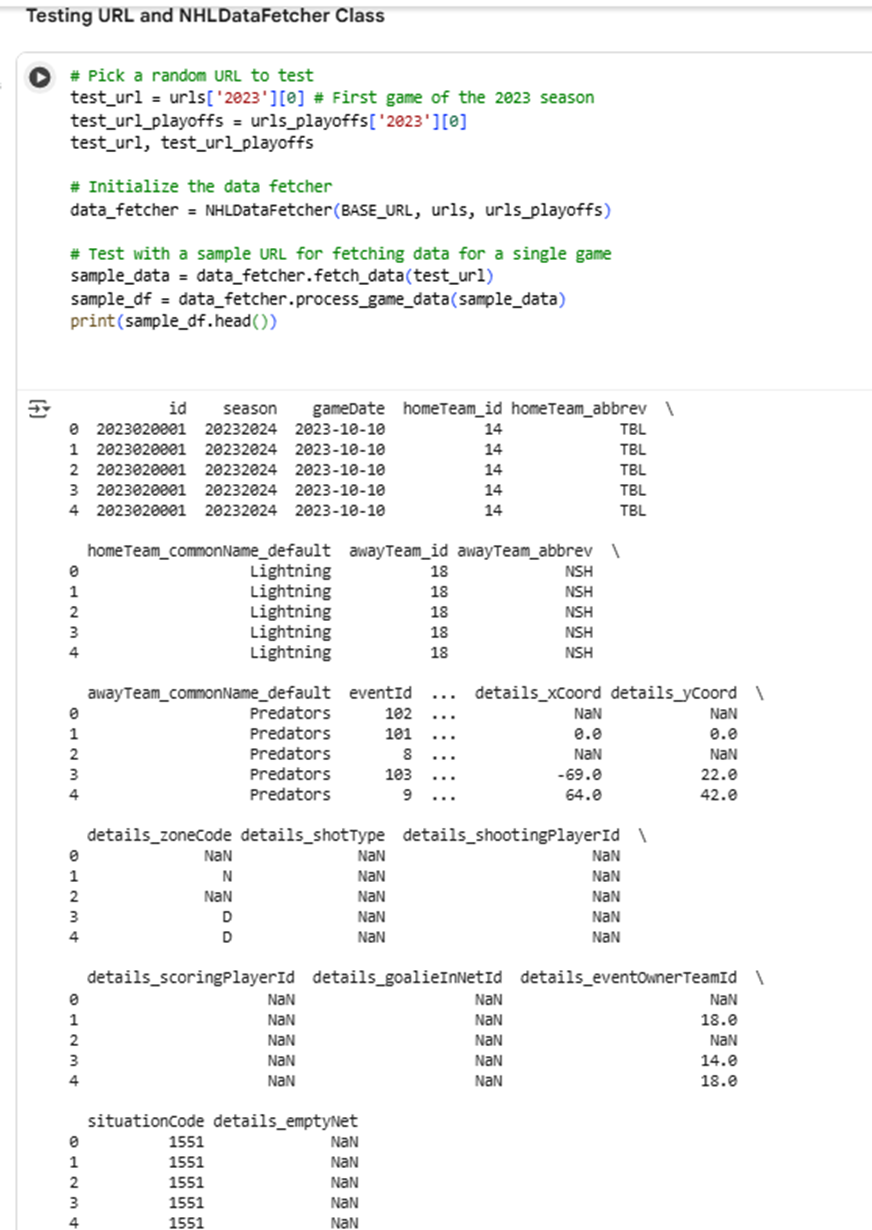 Testing URL and NHLDataFetcher Class
# Pick a random URL to test
test_url = urls['2023'][0] # First game of the 2023 season
test_url_playoffs = urls_playoffs['2023'][0]
test_url, test_url_playoffs
# Initialize the data fetcher
data_fetcher = NHLDataFetcher(BASE_URL, urls, urls_playoffs)
# Test with a sample URL for fetching data for a single game
sample_data = data_fetcher.fetch_data(test_url)
sample_df = data_fetcher.process_game_data(sample_data)
print(sample_df.head())
id season gameDate homeTeam_id homeTeam_abbrev \
0 2023020001 20232024 2023-10-10 14 TBL
1 2023020001 20232024 2023-10-10 14 TBL
2 2023020001 20232024 2023-10-10 14 TBL
3 2023020001 20232024 2023-10-10 14 TBL
4 2023020001 20232024 2023-10-10 14 TBL
homeTeam_commonName_default awayTeam_id awayTeam_abbrev \
0 Lightning 18 NSH
1 Lightning 18 NSH
2 Lightning 18 NSH
3 Lightning 18 NSH
4 Lightning 18 NSH
awayTeam_commonName_default eventId ... details_xCoord details_yCoord \
0 Predators 102 ... NaN NaN
1 Predators 101 ... 0.0 0.0
2 Predators 8 ... NaN NaN
3 Predators 103 ... -69.0 22.0
4 Predators 9 ... 64.0 42.0
details_zoneCode details_shotType details_shootingPlayerId \
0 NaN NaN NaN
1 N NaN NaN
2 NaN NaN NaN
3 D NaN NaN
4 D NaN NaN
details_scoringPlayerId details_goalieInNetId details_eventOwnerTeamId \
0 NaN NaN NaN
1 NaN NaN 18.0
2 NaN NaN NaN
3 NaN NaN 14.0
4 NaN NaN 18.0
situationCode details_emptyNet
0 1551 NaN
1 1551 NaN
2 1551 NaN
3 1551 NaN
4 1551 NaN